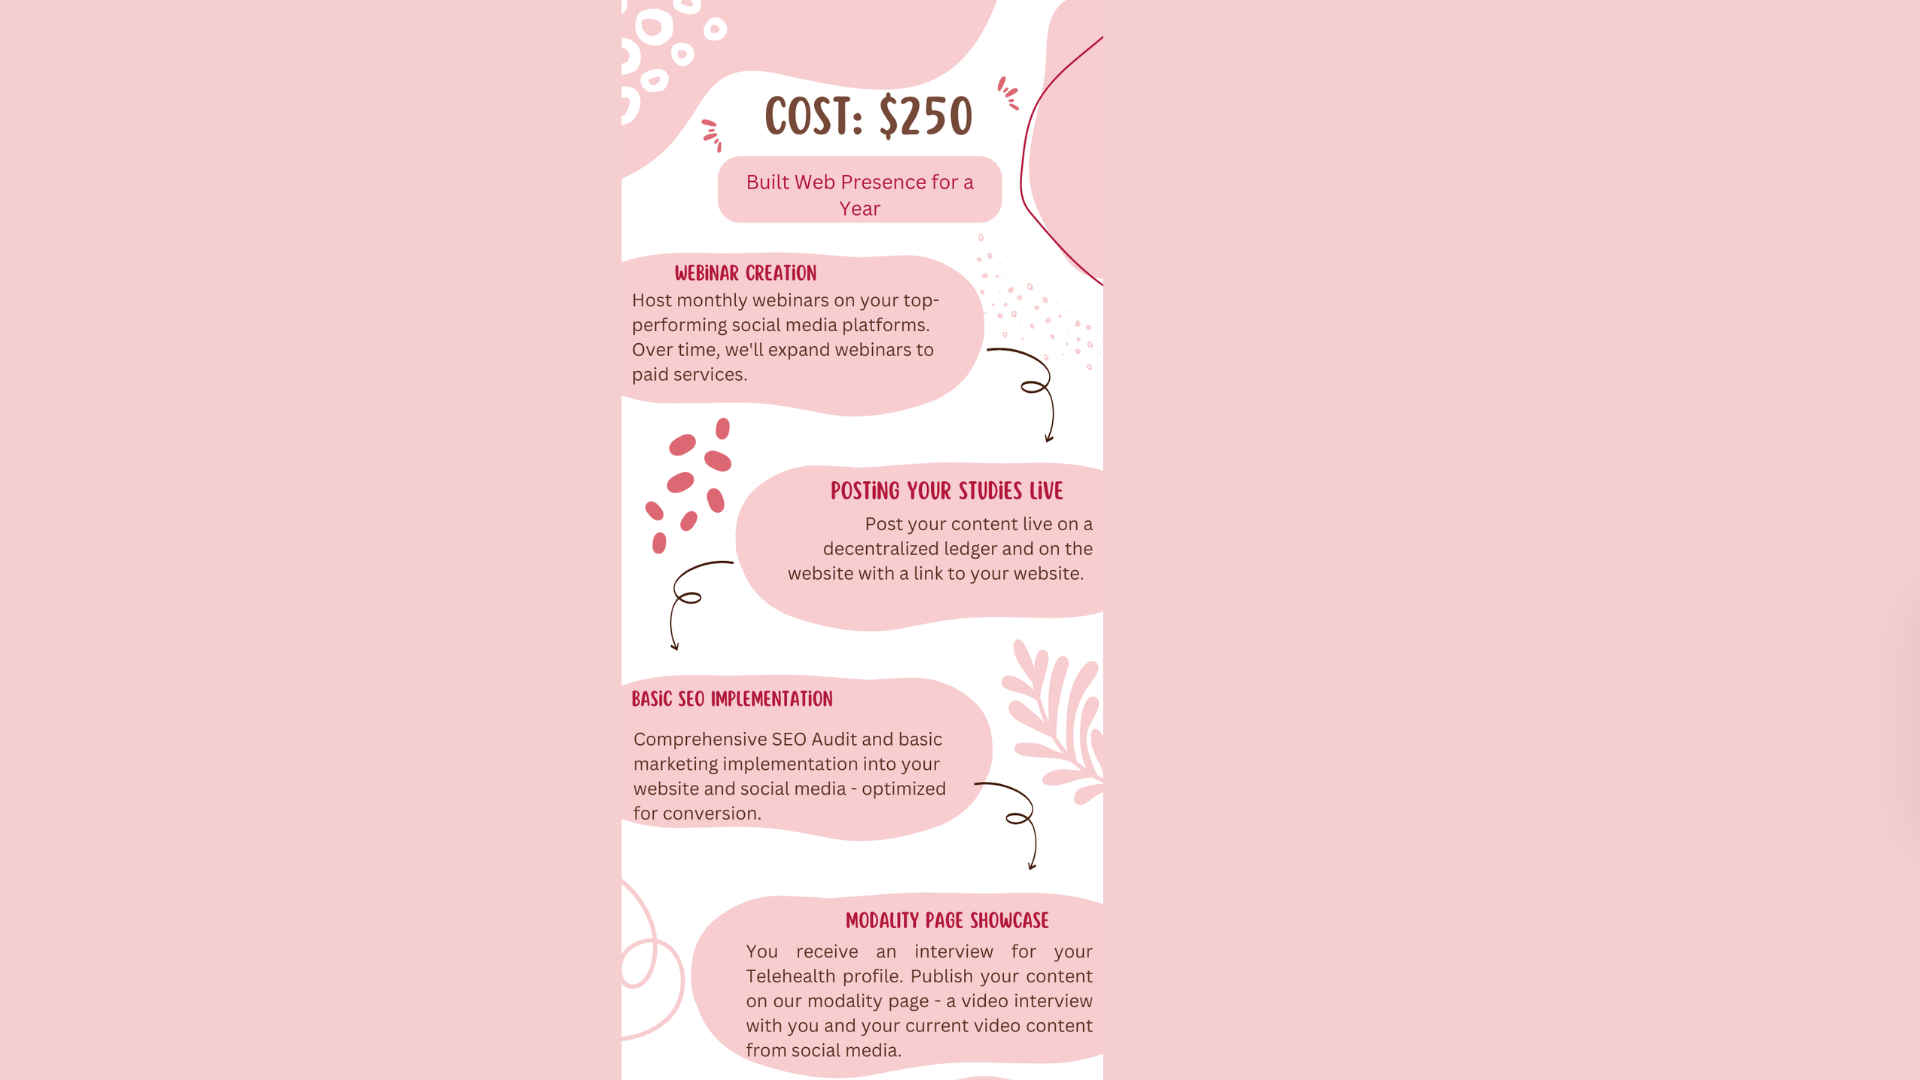 COST: $250
Built Web Presence for a
Year
WEBINAR CREATION
Host monthly webinars on your top-
performing social media platforms.
Over time, we'll expand webinars to
paid services.
POSTING YOUR STUDIES LIVE
Post your content live on a
decentralized ledger and on the
website with a link to your website.
BASIC SEO IMPLEMENTATION
Comprehensive SEO Audit and basic
marketing implementation into your
website and social media - optimized
for conversion.
MODALITY PAGE SHOWCASE
You receive an interview for your
Telehealth profile. Publish your content
on our modality page - a video interview
with you and your current video content
from social media.